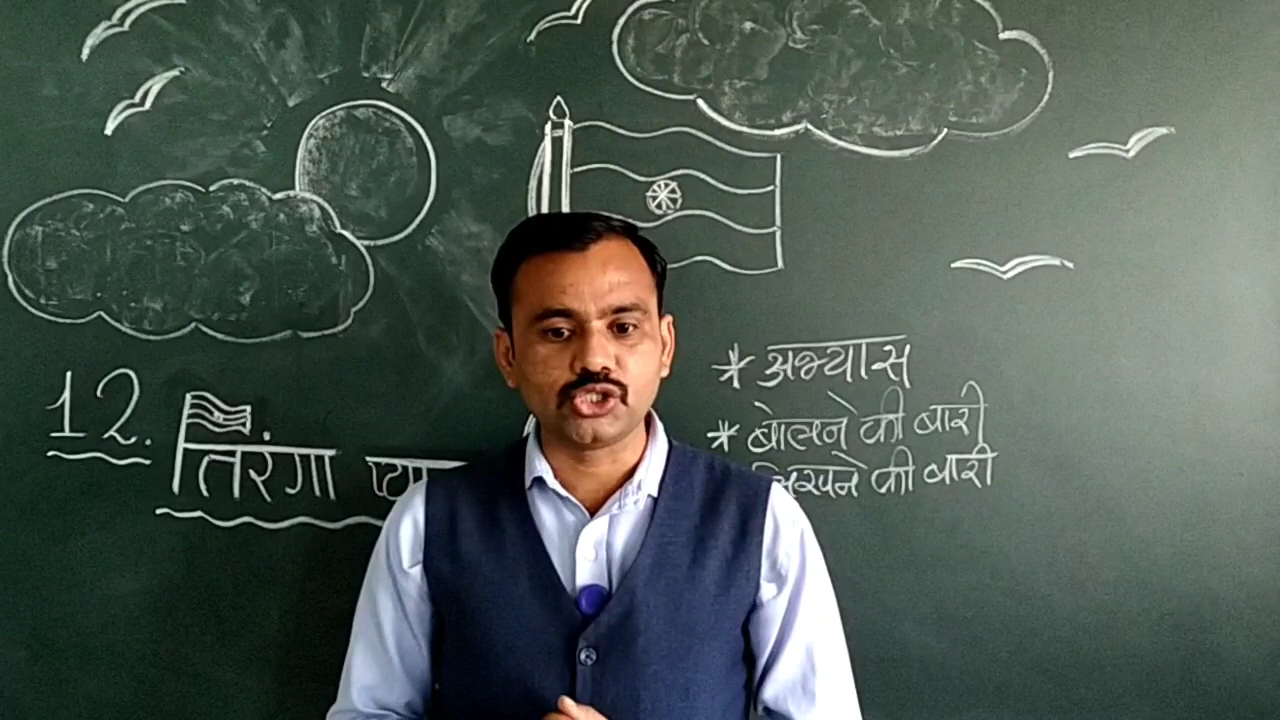 12. तिरंगा
* अभ्यास
* बोलने की बारी
लिखने की बारी